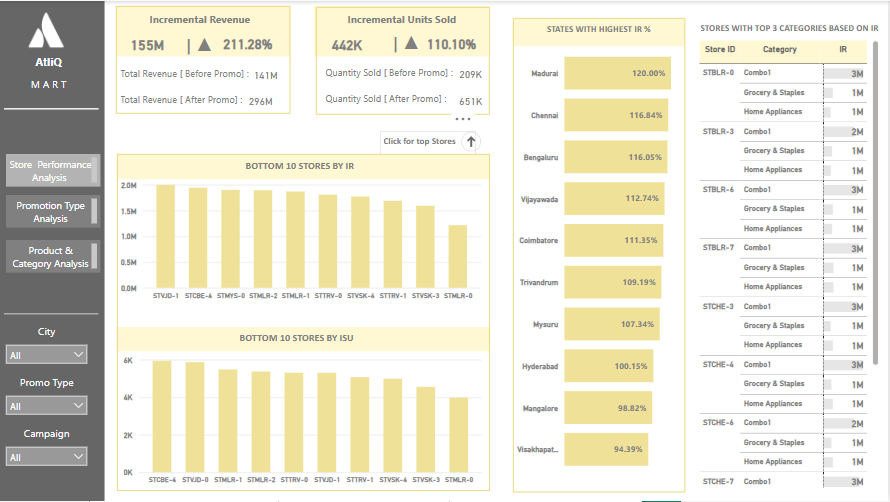 AtliQ
MART
Store Performance
Analysis
Promotion Type
Analysis
Product &
Category Analysis
City
All
Promo Type
All
Campaign
All
Incremental Revenue
155M | ▲ 211.28%
Total Revenue [ Before Promo] : 141M
Total Revenue [ After Promo] : 296M
Incremental Units Sold
442K | ▲ 110.10%
Quantity Sold [ Before Promo] : 209K
Quantity Sold [ After Promo] : 651K
Click for top Stores
BOTTOM 10 STORES BY IR
2.0M
1.5M
1.0M
0.5M
0.0M
STVJD-1 STCBE-4 STMYS-0 STMLR-2 STMLR-1 STTRV-0 STVSK-4 STTRV-1 STVSK-3 STMLR-0
BOTTOM 10 STORES BY ISU
6K
4K
2K
0K
STCBE-4 STVJD-0 STMLR-1 STMLR-2 STTRV-0 STVJD-1 STTRV-1 STVSK-4 STVSK-3 STMLR-0
STATES WITH HIGHEST IR %
Madurai 120.00%
Chennai 116.84%
Bengaluru 116.05%
Vijayawada 112.74%
Coimbatore 111.35%
Trivandrum 109.19%
Mysuru 107.34%
Hyderabad 100.15%
Mangalore 98.82%
Visakhapat... 94.39%
STORES WITH TOP 3 CATEGORIES BASED ON IR
Store ID Category IR
STBLR-0 Combo1 3M
Grocery & Staples 1M
Home Appliances 1M
STBLR-3 Combo1 2M
Grocery & Staples 1M
Home Appliances 1M
STBLR-6 Combo1 3M
Grocery & Staples 1M
Home Appliances 1M
STBLR-7 Combo1 3M
Grocery & Staples 1M
Home Appliances 1M
STCHE-3 Combo1 3M
Grocery & Staples 1M
Home Appliances 1M
STCHE-4 Combo1 3M
Grocery & Staples 1M
Home Appliances 1M
STCHE-6 Combo1 2M
Grocery & Staples 1M
Home Appliances 1M
STCHE-7 Combo1 3M